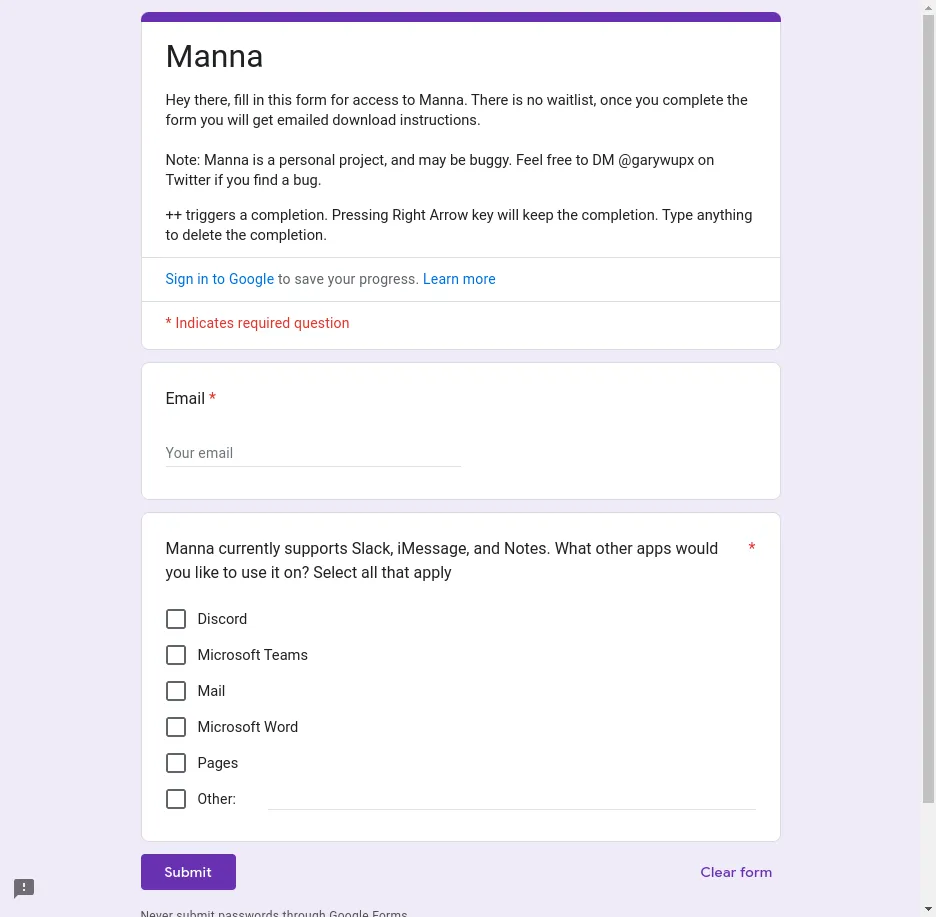 Manna
Hey there, fill in this form for access to Manna. There is no waitlist, once you complete the
form you will get emailed download instructions.
Note: Manna is a personal project, and may be buggy. Feel free to DM @garywupx on
Twitter if you find a bug.
++ triggers a completion. Pressing Right Arrow key will keep the completion. Type anything
to delete the completion.
Sign in to Google to save your progress. Learn more
* Indicates required question
Email *
Your email
Manna currently supports Slack, iMessage, and Notes. What other apps would *
you like to use it on? Select all that apply
Discord
Microsoft Teams
Mail
Microsoft Word
Pages
Other:
Submit Clear form
Never submit passwords through Google Forms.